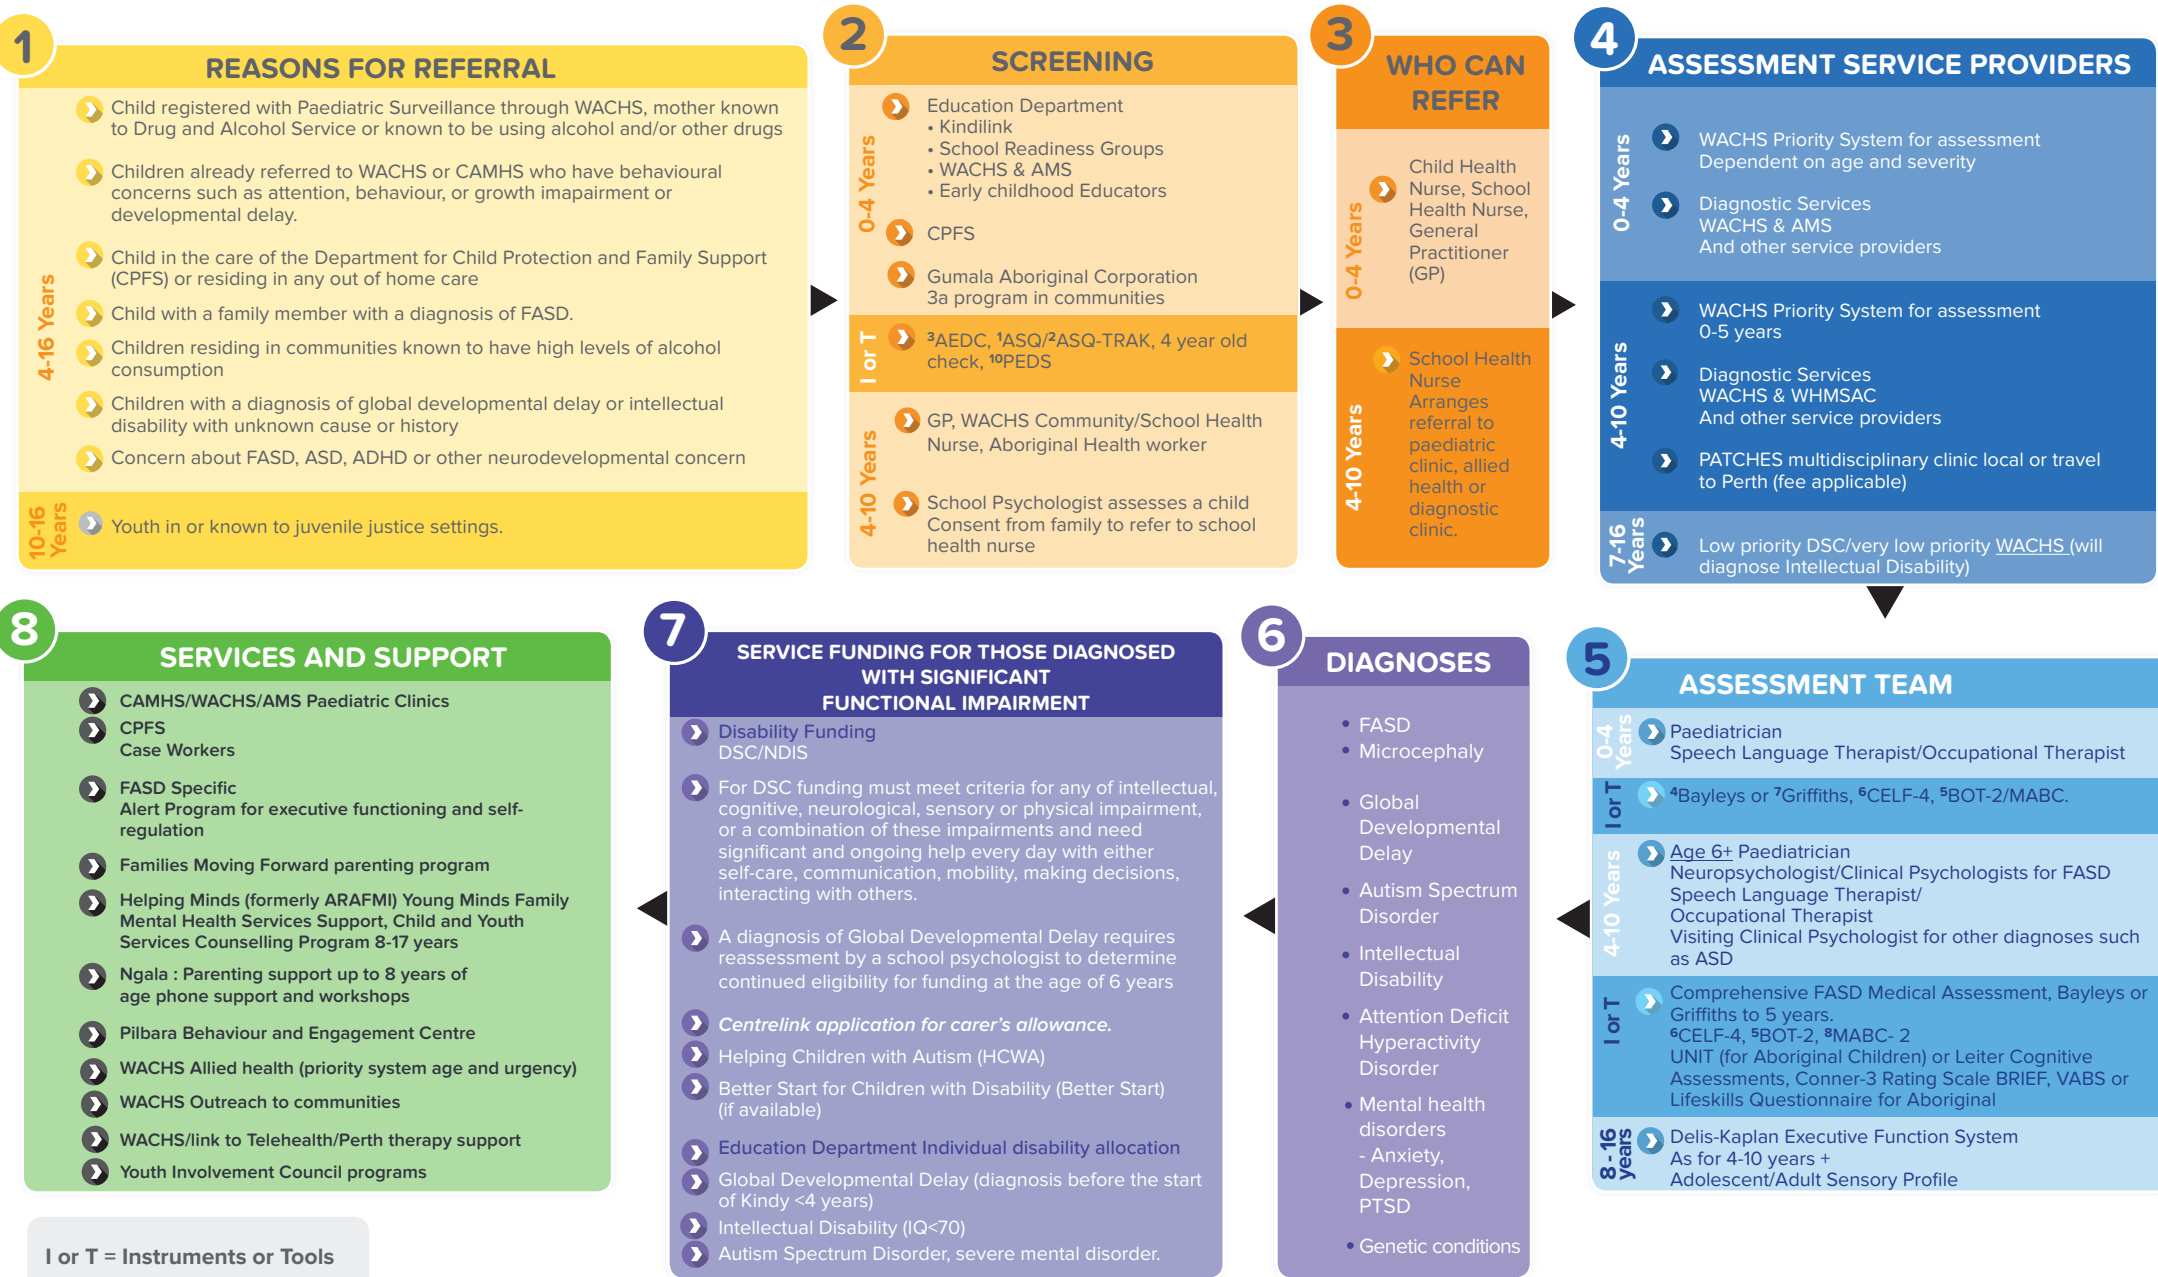 1
REASONS FOR REFERRAL
4-16 Years
Child registered with Paediatric Surveillance through WACHS, mother known
to Drug and Alcohol Service or known to be using alcohol and/or other drugs
Children already referred to WACHS or CAMHS who have behavioural
concerns such as attention, behaviour, or growth imapairment or
developmental delay.
Child in the care of the Department for Child Protection and Family Support
(CPFS) or residing in any out of home care
Child with a family member with a diagnosis of FASD.
Children residing in communities known to have high levels of alcohol
consumption
Children with a diagnosis of global developmental delay or intellectual
disability with unknown cause or history
Concern about FASD, ASD, ADHD or other neurodevelopmental concern
10-16
Years
Youth in or known to juvenile justice settings.
2
SCREENING
0-4 Years
Education Department
• Kindilink
• School Readiness Groups
• WACHS & AMS
• Early childhood Educators
CPFS
Gumala Aboriginal Corporation
3a program in communities
I or T
³AEDC, ¹ASQ/²ASQ-TRAK, 4 year old
check, ¹⁰PEDS
4-10 Years
GP, WACHS Community/School Health
Nurse, Aboriginal Health worker
School Psychologist assesses a child
Consent from family to refer to school
health nurse
3
WHO CAN
REFER
0-4 Years
Child Health
Nurse, School
Health Nurse,
General
Practitioner
(GP)
4-10 Years
School Health
Nurse
Arranges
referral to
paediatric
clinic, allied
health or
diagnostic
clinic.
4
ASSESSMENT SERVICE PROVIDERS
0-4 Years
WACHS Priority System for assessment
Dependent on age and severity
Diagnostic Services
WACHS & AMS
And other service providers
4-10 Years
WACHS Priority System for assessment
0-5 years
Diagnostic Services
WACHS & WHMSAC
And other service providers
PATCHES multidisciplinary clinic local or travel
to Perth (fee applicable)
7-16
Years
Low priority DSC/very low priority WACHS (will
diagnose Intellectual Disability)
5
ASSESSMENT TEAM
0-4
Years
Paediatrician
Speech Language Therapist/Occupational Therapist
I or T
⁴Bayleys or ⁷Griffiths, ⁶CELF-4, ⁵BOT-2/MABC.
4-10 Years
Age 6+ Paediatrician
Neuropsychologist/Clinical Psychologists for FASD
Speech Language Therapist/
Occupational Therapist
Visiting Clinical Psychologist for other diagnoses such
as ASD
I or T
Comprehensive FASD Medical Assessment, Bayleys or
Griffiths to 5 years.
⁶CELF-4, ⁵BOT-2, ⁸MABC- 2
UNIT (for Aboriginal Children) or Leiter Cognitive
Assessments, Conner-3 Rating Scale BRIEF, VABS or
Lifeskills Questionnaire for Aboriginal
8 - 16
years
Delis-Kaplan Executive Function System
As for 4-10 years +
Adolescent/Adult Sensory Profile
6
DIAGNOSES
• FASD
• Microcephaly
• Global
Developmental
Delay
• Autism Spectrum
Disorder
• Intellectual
Disability
• Attention Deficit
Hyperactivity
Disorder
• Mental health
disorders
- Anxiety,
Depression,
PTSD
• Genetic conditions
7
SERVICE FUNDING FOR THOSE DIAGNOSED
WITH SIGNIFICANT
FUNCTIONAL IMPAIRMENT
Disability Funding
DSC/NDIS
For DSC funding must meet criteria for any of intellectual,
cognitive, neurological, sensory or physical impairment,
or a combination of these impairments and need
significant and ongoing help every day with either
self-care, communication, mobility, making decisions,
interacting with others.
A diagnosis of Global Developmental Delay requires
reassessment by a school psychologist to determine
continued eligibility for funding at the age of 6 years
Centrelink application for carer's allowance.
Helping Children with Autism (HCWA)
Better Start for Children with Disability (Better Start)
(if available)
Education Department Individual disability allocation
Global Developmental Delay (diagnosis before the start
of Kindy <4 years)
Intellectual Disability (IQ<70)
Autism Spectrum Disorder, severe mental disorder.
8
SERVICES AND SUPPORT
CAMHS/WACHS/AMS Paediatric Clinics
CPFS
Case Workers
FASD Specific
Alert Program for executive functioning and self-
regulation
Families Moving Forward parenting program
Helping Minds (formerly ARAFMI) Young Minds Family
Mental Health Services Support, Child and Youth
Services Counselling Program 8-17 years
Ngala : Parenting support up to 8 years of
age phone support and workshops
Pilbara Behaviour and Engagement Centre
WACHS Allied health (priority system age and urgency)
WACHS Outreach to communities
WACHS/link to Telehealth/Perth therapy support
Youth Involvement Council programs
I or T = Instruments or Tools